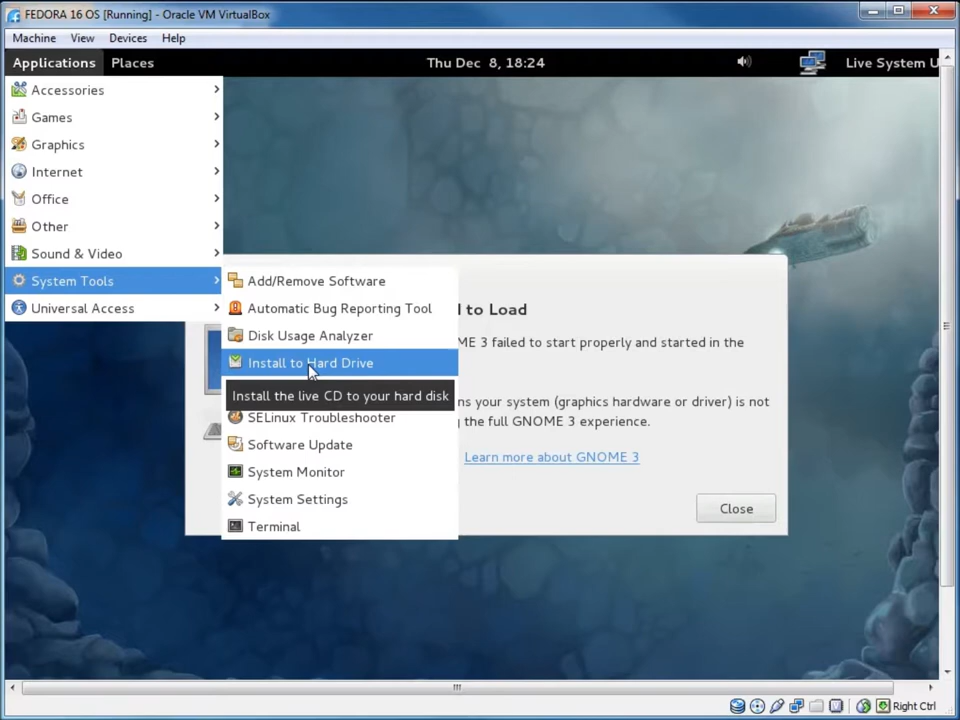 FEDORA 16 OS [Running] - Oracle VM VirtualBox
Machine View Devices Help
Applications Places Thu Dec 8, 18:24 Live System U
Accessories
Games
Graphics
Internet
Office
Other
Sound & Video
System Tools
Universal Access
Add/Remove Software
Automatic Bug Reporting Tool
Disk Usage Analyzer
Install to Hard Drive
Install the live CD to your hard disk
SELinux Troubleshooter
Software Update
System Monitor
System Settings
Terminal
d to Load
ME 3 failed to start properly and started in the
ns your system (graphics hardware or driver) is not
g the full GNOME 3 experience.
Learn more about GNOME 3
Close
Right Ctrl